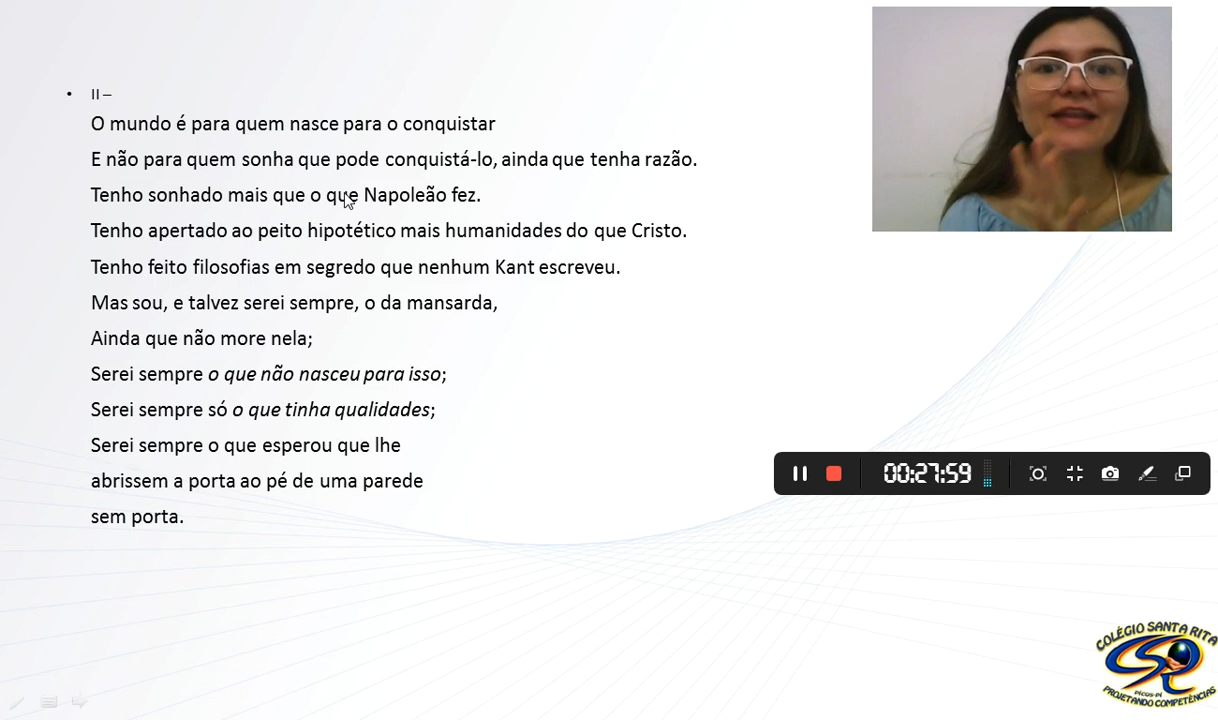 II –
O mundo é para quem nasce para o conquistar
E não para quem sonha que pode conquistá-lo, ainda que tenha razão.
Tenho sonhado mais que o que Napoleão fez.
Tenho apertado ao peito hipotético mais humanidades do que Cristo.
Tenho feito filosofias em segredo que nenhum Kant escreveu.
Mas sou, e talvez serei sempre, o da mansarda,
Ainda que não more nela;
Serei sempre o que não nasceu para isso;
Serei sempre só o que tinha qualidades;
Serei sempre o que esperou que lhe
abrissem a porta ao pé de uma parede
sem porta.
00:27:59
COLÉGIO SANTA RITA
CSR
PICOS-PI
PROJETANDO COMPETÊNCIAS